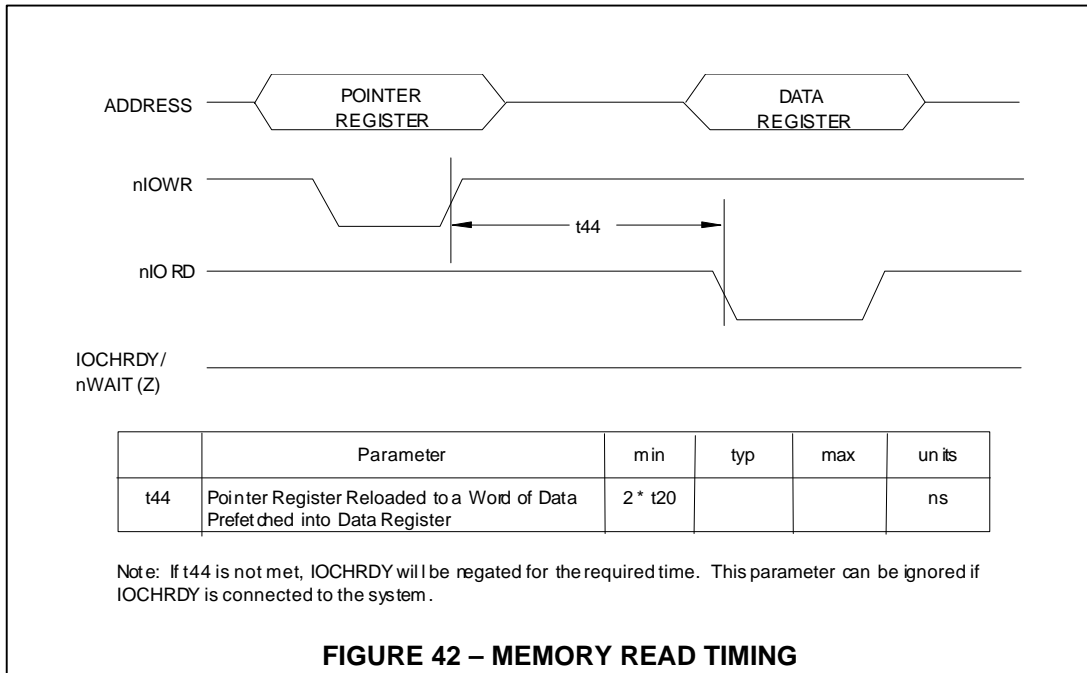 POINTER
REGISTER
DATA
REGISTER
ADDRESS
nIOWR
t44
nIORD
IOCHRDY/
nWAIT (Z)
Parameter min typ max units
t44 Pointer Register Reloaded to a Word of Data Prefetched into Data Register 2 * t20 ns
Note: If t44 is not met, IOCHRDY will be negated for the required time. This parameter can be ignored if
IOCHRDY is connected to the system.
FIGURE 42 – MEMORY READ TIMING